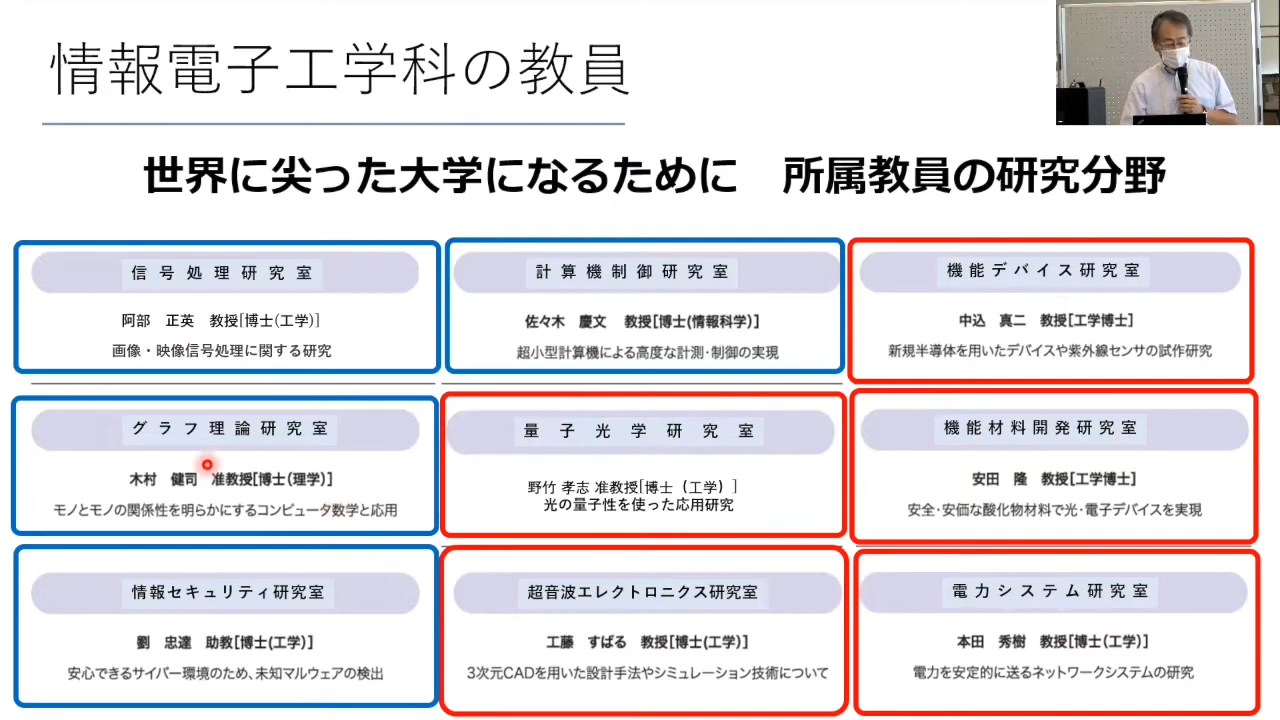 情報電子工学科の教員
世界に尖った大学になるために　所属教員の研究分野
信号処理研究室
阿部　正英　教授[博士(工学)]
画像・映像信号処理に関する研究
計算機制御研究室
佐々木　慶文　教授[博士(情報科学)]
超小型計算機による高度な計測・制御の実現
機能デバイス研究室
中込　真二　教授[工学博士]
新規半導体を用いたデバイスや紫外線センサの試作研究
グラフ理論研究室
木村　健司　准教授[博士(理学)]
モノとモノの関係性を明らかにするコンピュータ数学と応用
量子光学研究室
野竹 孝志 准教授[博士（工学）]
光の量子性を使った応用研究
機能材料開発研究室
安田　隆　教授[工学博士]
安全・安価な酸化物材料で光・電子デバイスを実現
情報セキュリティ研究室
劉　忠達　助教[博士(工学)]
安心できるサイバー環境のため、未知マルウェアの検出
超音波エレクトロニクス研究室
工藤　すばる　教授[博士(工学)]
3次元CADを用いた設計手法やシミュレーション技術について
電力システム研究室
本田　秀樹　教授[博士(工学)]
電力を安定的に送るネットワークシステムの研究